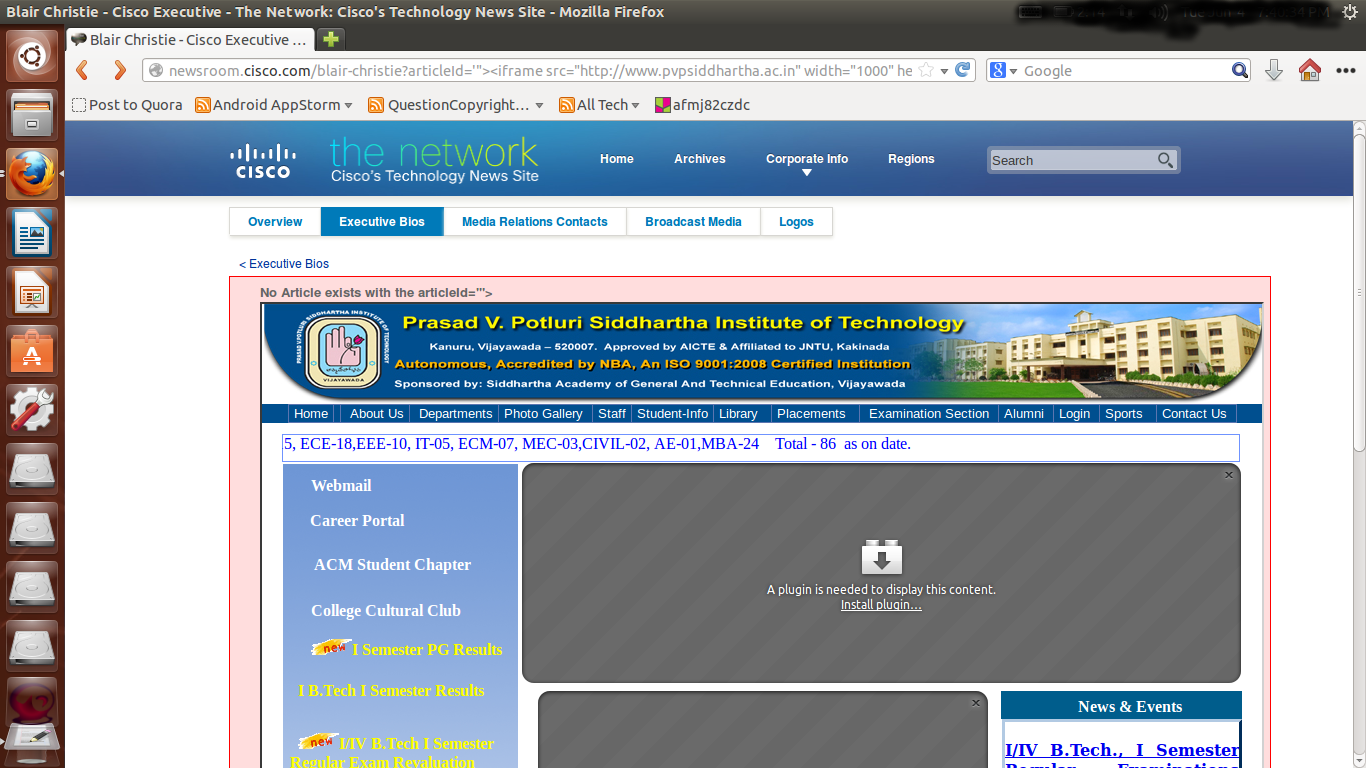 Blair Christie - Cisco Executive - The Network: Cisco's Technology News Site - Mozilla Firefox
Blair Christie - Cisco Executive …
newsroom.cisco.com/blair-christie?articleId='"><iframe src="http://www.pvpsiddhartha.ac.in" width="1000" he
Google
Post to Quora
Android AppStorm
QuestionCopyright…
All Tech
afmj82czdc
CISCO
the network
Cisco's Technology News Site
Home
Archives
Corporate Info
Regions
Search
Overview
Executive Bios
Media Relations Contacts
Broadcast Media
Logos
< Executive Bios
No Article exists with the articleId='">
Prasad V. Potluri Siddhartha Institute of Technology
Kanuru, Vijayawada – 520007. Approved by AICTE & Affiliated to JNTU, Kakinada
Autonomous, Accredited by NBA, An ISO 9001:2008 Certified Institution
Sponsored by: Siddhartha Academy of General And Technical Education, Vijayawada
VIJAYAWADA
Home
About Us
Departments
Photo Gallery
Staff
Student-Info
Library
Placements
Examination Section
Alumni
Login
Sports
Contact Us
5, ECE-18,EEE-10, IT-05, ECM-07, MEC-03,CIVIL-02, AE-01,MBA-24 Total - 86 as on date.
Webmail
Career Portal
ACM Student Chapter
College Cultural Club
new I Semester PG Results
I B.Tech I Semester Results
new I/IV B.Tech I Semester
Regular Exam Revaluation
A plugin is needed to display this content.
Install plugin…
News & Events
I/IV B.Tech., I Semester
Regular Examinations